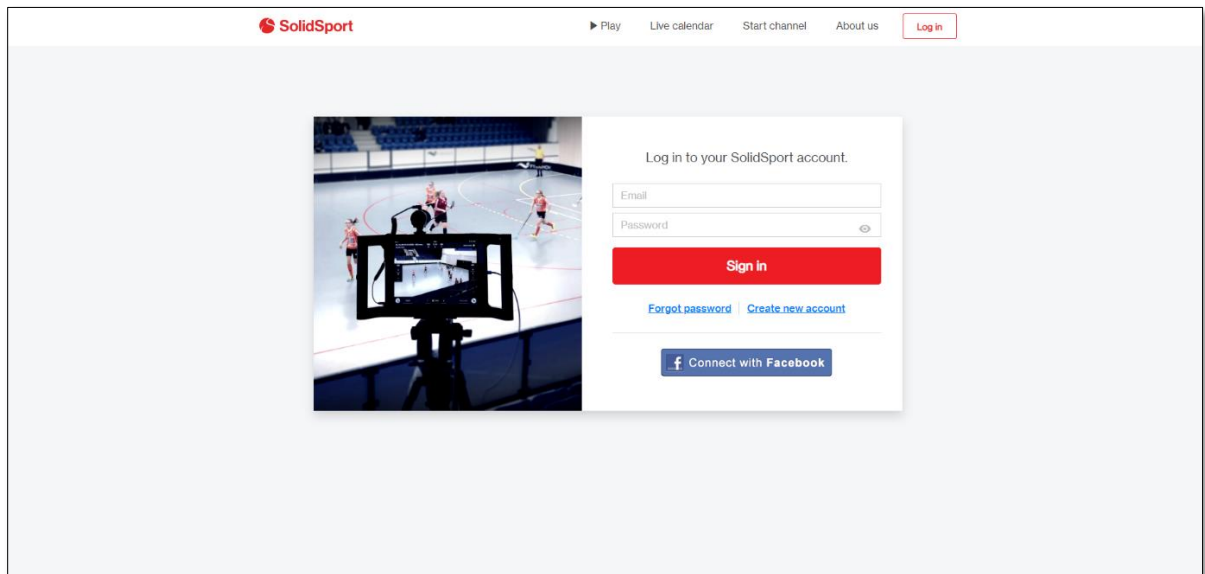 SolidSport
Play Live calendar Start channel About us Log in
Log in to your SolidSport account.
Email
Password
Sign in
Forgot password Create new account
Connect with Facebook